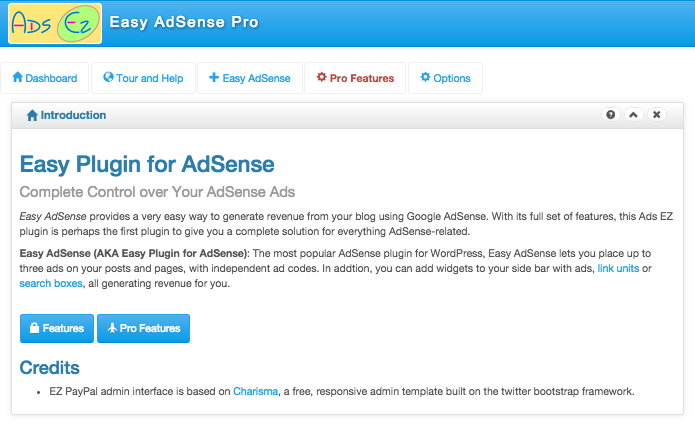 Ads Ez Easy AdSense Pro
Dashboard Tour and Help Easy AdSense Pro Features Options
Introduction
Easy Plugin for AdSense
Complete Control over Your AdSense Ads
Easy AdSense provides a very easy way to generate revenue from your blog using Google AdSense. With its full set of features, this Ads EZ
plugin is perhaps the first plugin to give you a complete solution for everything AdSense-related.
Easy AdSense (AKA Easy Plugin for AdSense): The most popular AdSense plugin for WordPress, Easy AdSense lets you place up to
three ads on your posts and pages, with independent ad codes. In addtion, you can add widgets to your side bar with ads, link units or
search boxes, all generating revenue for you.
Features Pro Features
Credits
• EZ PayPal admin interface is based on Charisma, a free, responsive admin template built on the twitter bootstrap framework.